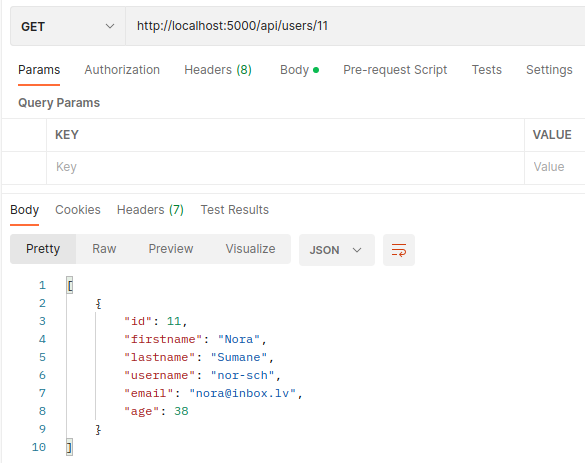 GET http://localhost:5000/api/users/11
Params Authorization Headers (8) Body Pre-request Script Tests Settings
Query Params
KEY VALUE
Key Value
Body Cookies Headers (7) Test Results
Pretty Raw Preview Visualize JSON
1 [
2 {
3 "id": 11,
4 "firstname": "Nora",
5 "lastname": "Sumane",
6 "username": "nor-sch",
7 "email": "nora@inbox.lv",
8 "age": 38
9 }
10 ]